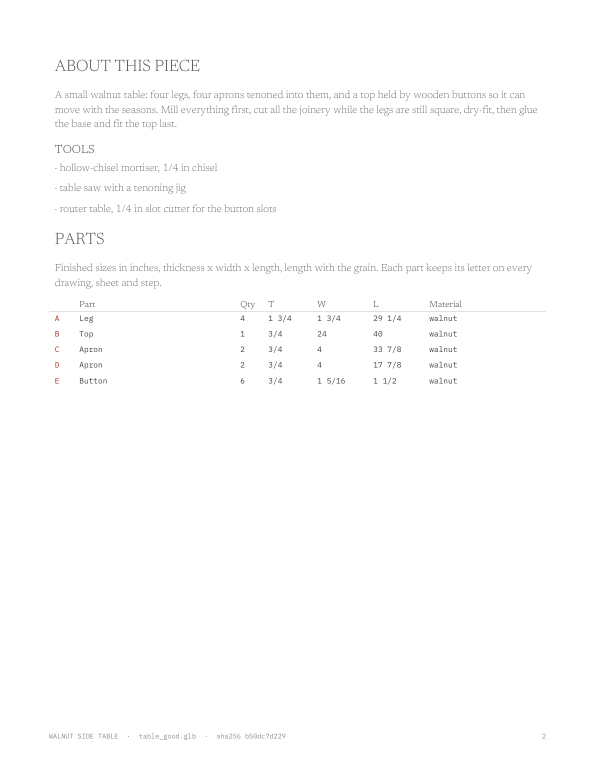 ABOUT THIS PIECE
A small walnut table: four legs, four aprons tenoned into them, and a top held by wooden buttons so it can
move with the seasons. Mill everything first, cut all the joinery while the legs are still square, dry-fit, then glue
the base and fit the top last.
TOOLS
- hollow-chisel mortiser, 1/4 in chisel
- table saw with a tenoning jig
- router table, 1/4 in slot cutter for the button slots
PARTS
Finished sizes in inches, thickness x width x length, length with the grain. Each part keeps its letter on every
drawing, sheet and step.
Part Qty T W L Material
A Leg 4 1 3/4 1 3/4 29 1/4 walnut
B Top 1 3/4 24 40 walnut
C Apron 2 3/4 4 33 7/8 walnut
D Apron 2 3/4 4 17 7/8 walnut
E Button 6 3/4 1 5/16 1 1/2 walnut
WALNUT SIDE TABLE · table_good.glb · sha256 b50dc7d229 2